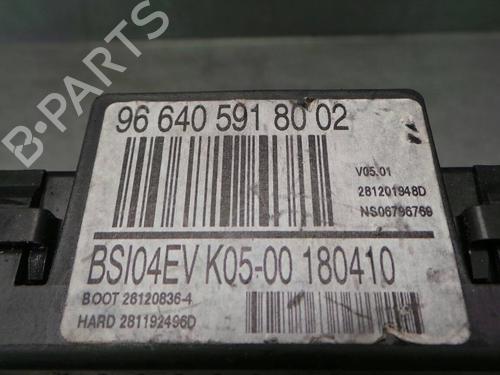 B-PARTS
96 640 591 80 02
V05.01
281201948D
NS06796769
BSI04EV K05-00 180410
BOOT 28120836-4
HARD 281192496D